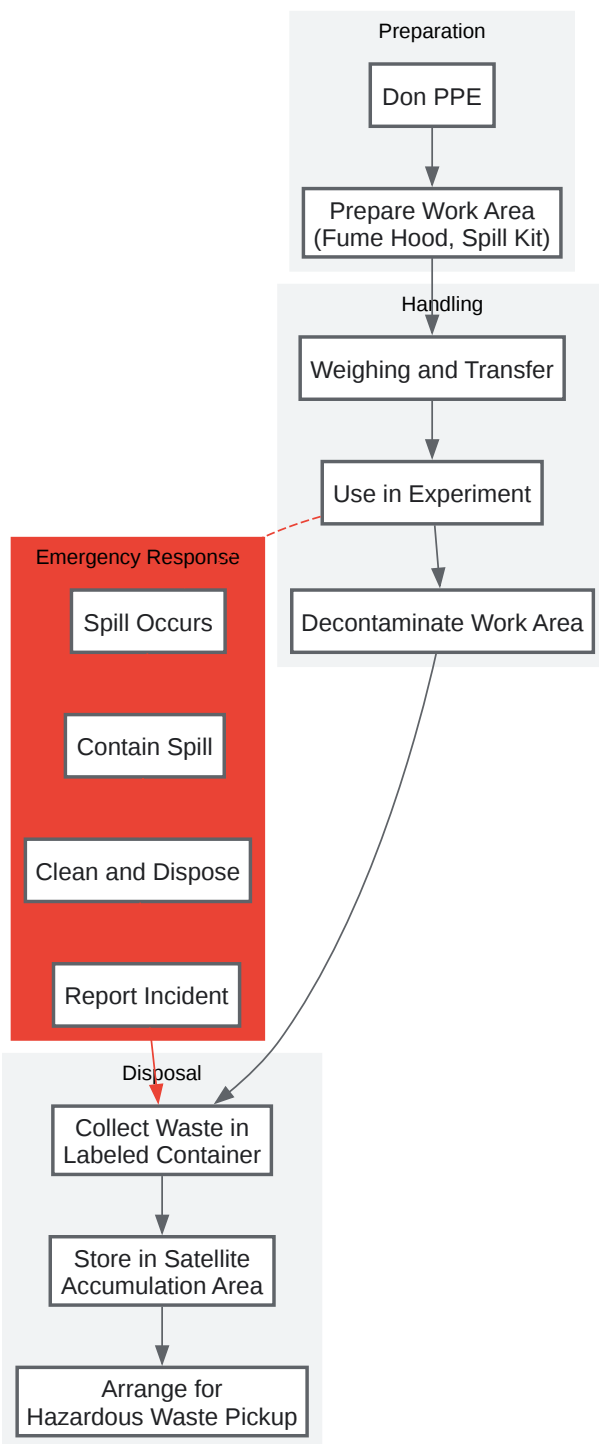 Preparation
Don PPE
Prepare Work Area
(Fume Hood, Spill Kit)
Handling
Weighing and Transfer
Use in Experiment
Decontaminate Work Area
Emergency Response
Spill Occurs
Contain Spill
Clean and Dispose
Report Incident
Disposal
Collect Waste in
Labeled Container
Store in Satellite
Accumulation Area
Arrange for
Hazardous Waste Pickup